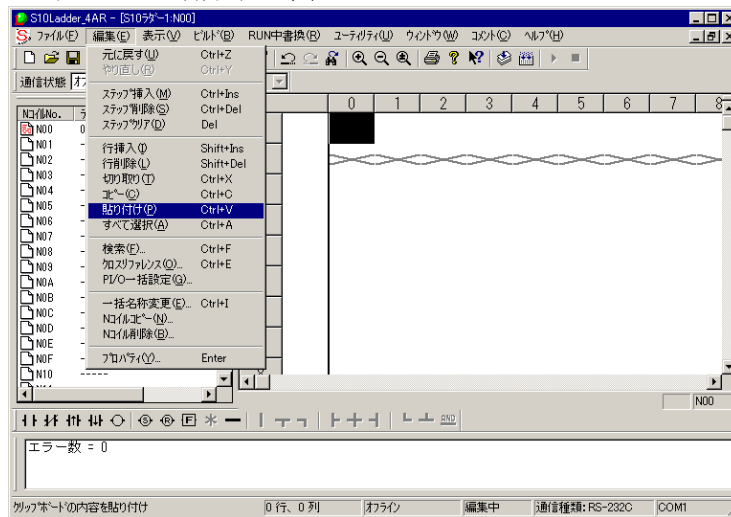 S10Ladder_4AR - [S10ﾗﾀﾞｰ1:N00]
ﾌｧｲﾙ(F) 編集(E) 表示(V) ﾋﾞﾙﾄﾞ(B) RUN中書換(R) ﾕｰﾃｨﾘﾃｨ(U) ｳｨﾝﾄﾞｳ(W) ｺﾒﾝﾄ(C) ﾍﾙﾌﾟ(H)
通信状態
元に戻す(U) Ctrl+Z
やり直し(R) Ctrl+Y
ｽﾃｯﾌﾟ挿入(M) Ctrl+Ins
ｽﾃｯﾌﾟ削除(S) Ctrl+Del
ｽﾃｯﾌﾟｸﾘｱ(D) Del
行挿入(I) Shift+Ins
行削除(L) Shift+Del
切り取り(T) Ctrl+X
ｺﾋﾟｰ(C) Ctrl+C
貼り付け(P) Ctrl+V
すべて選択(A) Ctrl+A
検索(F)... Ctrl+F
ｸﾛｽﾘﾌｧﾚﾝｽ(O)... Ctrl+E
PI/O一括設定(G)...
一括名称変更(E)... Ctrl+I
Nｺｲﾙｺﾋﾟｰ(N)...
Nｺｲﾙ削除(B)...
ﾌﾟﾛﾊﾟﾃｨ(Y)... Enter
0 1 2 3 4 5 6 7 8
NｺｲﾙNo.
N00 0
N01 -
N02 -
N03 -
N04 -
N05 -
N06 -
N07 -
N08 -
N09 -
N0A -
N0B -
N0C -
N0D -
N0E -
N0F -
N10 -----
N00
S R F AND
エラー数 = 0
ｸﾘｯﾌﾟﾎﾞｰﾄﾞの内容を貼り付け 0 行、0 列 ｵﾌﾗｲﾝ 編集中 通信種類: RS-232C COM1